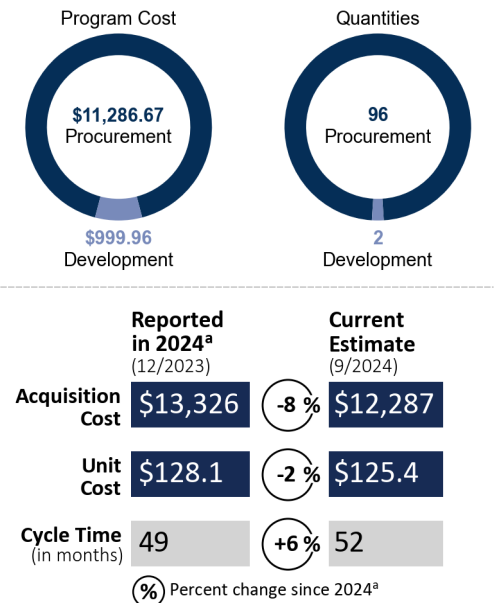 Program Cost
Quantities
$11,286.67
Procurement
96
Procurement
$999.96
Development
2
Development
Reported
in 2024ª
(12/2023)
Current
Estimate
(9/2024)
Acquisition
Cost
$13,326
-8 %
$12,287
Unit
Cost
$128.1
-2 %
$125.4
Cycle Time
(in months)
49
+6 %
52
(%) Percent change since 2024ª